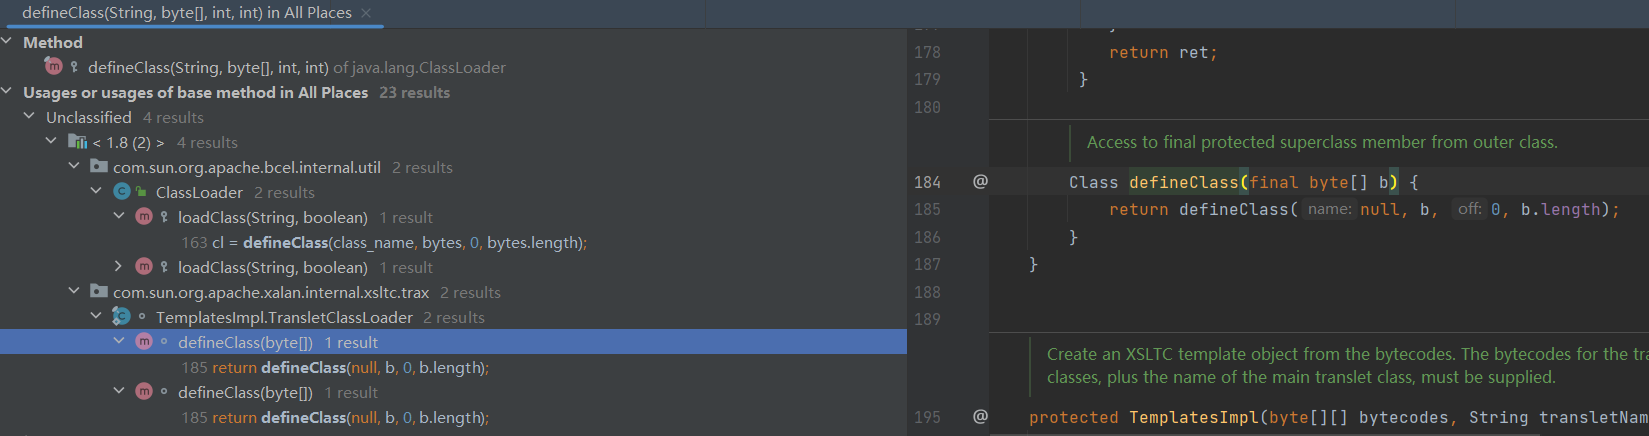 defineClass(String, byte[], int, int) in All Places ×
Method
m defineClass(String, byte[], int, int) of java.lang.ClassLoader
Usages or usages of base method in All Places 23 results
Unclassified 4 results
< 1.8 (2) > 4 results
com.sun.org.apache.bcel.internal.util 2 results
C ClassLoader 2 results
m loadClass(String, boolean) 1 result
163 cl = defineClass(class_name, bytes, 0, bytes.length);
m loadClass(String, boolean) 1 result
com.sun.org.apache.xalan.internal.xsltc.trax 2 results
C TemplatesImpl.TransletClassLoader 2 results
m defineClass(byte[]) 1 result
185 return defineClass(null, b, 0, b.length);
m defineClass(byte[]) 1 result
185 return defineClass(null, b, 0, b.length);
}
178 return ret;
179 }
180
Access to final protected superclass member from outer class.
184 @ Class defineClass(final byte[] b) {
185 return defineClass( name: null, b, off: 0, b.length);
186 }
187 }
188
189
Create an XSLTC template object from the bytecodes. The bytecodes for the tra
classes, plus the name of the main translet class, must be supplied.
195 @ protected TemplatesImpl(byte[][] bytecodes, String transletNam